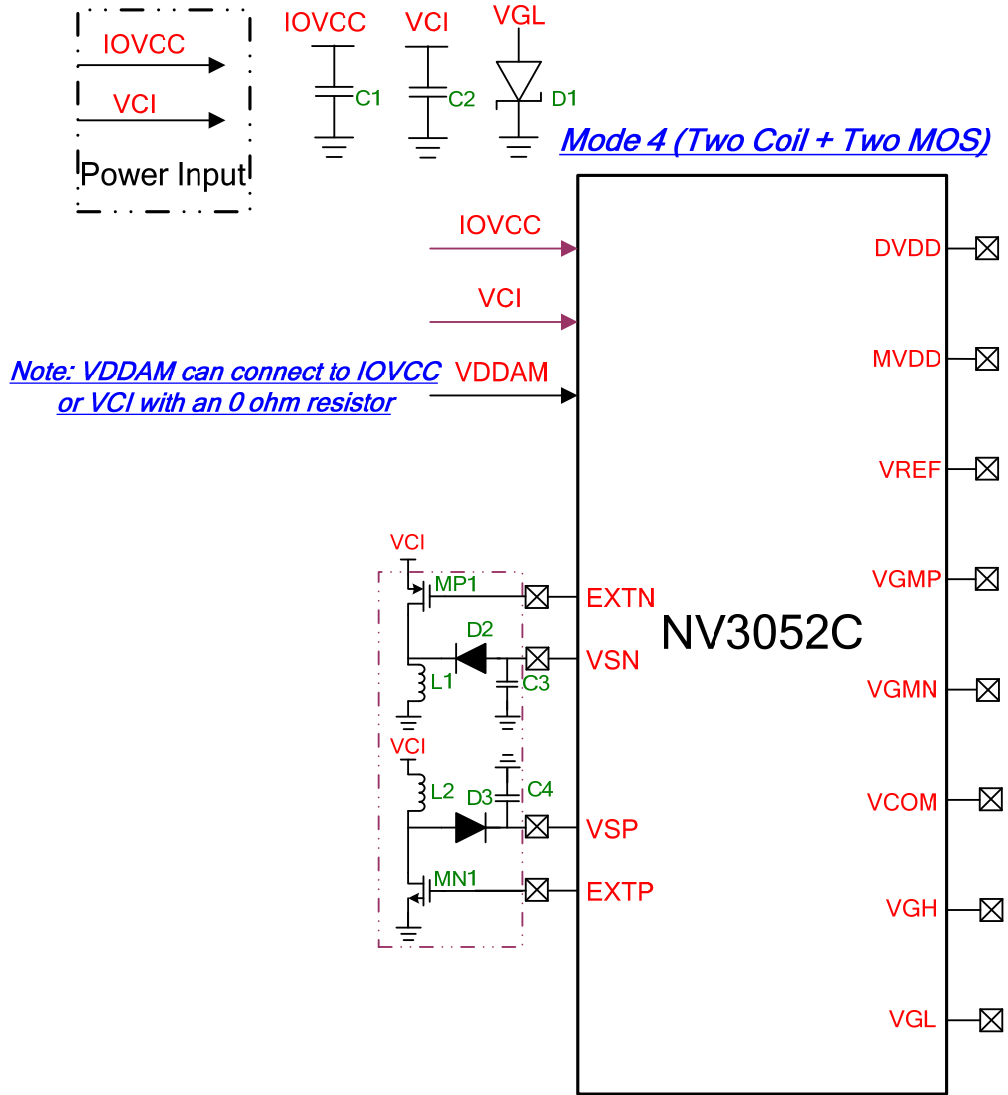 IOVCC
VCI
Power Input
IOVCC
C1
VCI
C2
VGL
D1
Mode 4 (Two Coil + Two MOS)
IOVCC
VCI
VDDAM
Note: VDDAM can connect to IOVCC
or VCI with an 0 ohm resistor
VCI
MP1
D2
L1
C3
VCI
L2
D3
C4
MN1
EXTN
VSN
VSP
EXTP
NV3052C
DVDD
MVDD
VREF
VGMP
VGMN
VCOM
VGH
VGL